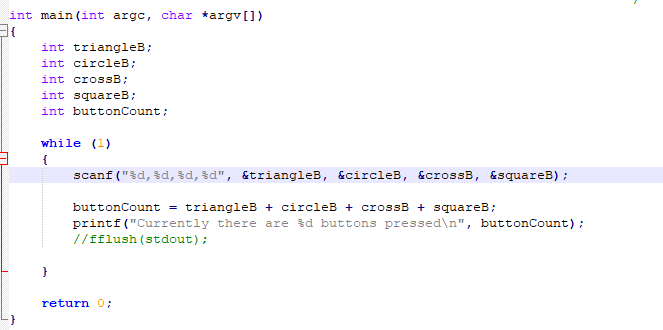 int main(int argc, char *argv[])
{
    int triangleB;
    int circleB;
    int crossB;
    int squareB;
    int buttonCount;
    while (1)
    {
        scanf("%d,%d,%d,%d", &triangleB, &circleB, &crossB, &squareB);
        buttonCount = triangleB + circleB + crossB + squareB;
        printf("Currently there are %d buttons pressed\n", buttonCount);
        //fflush(stdout);
    }
    return 0;
}